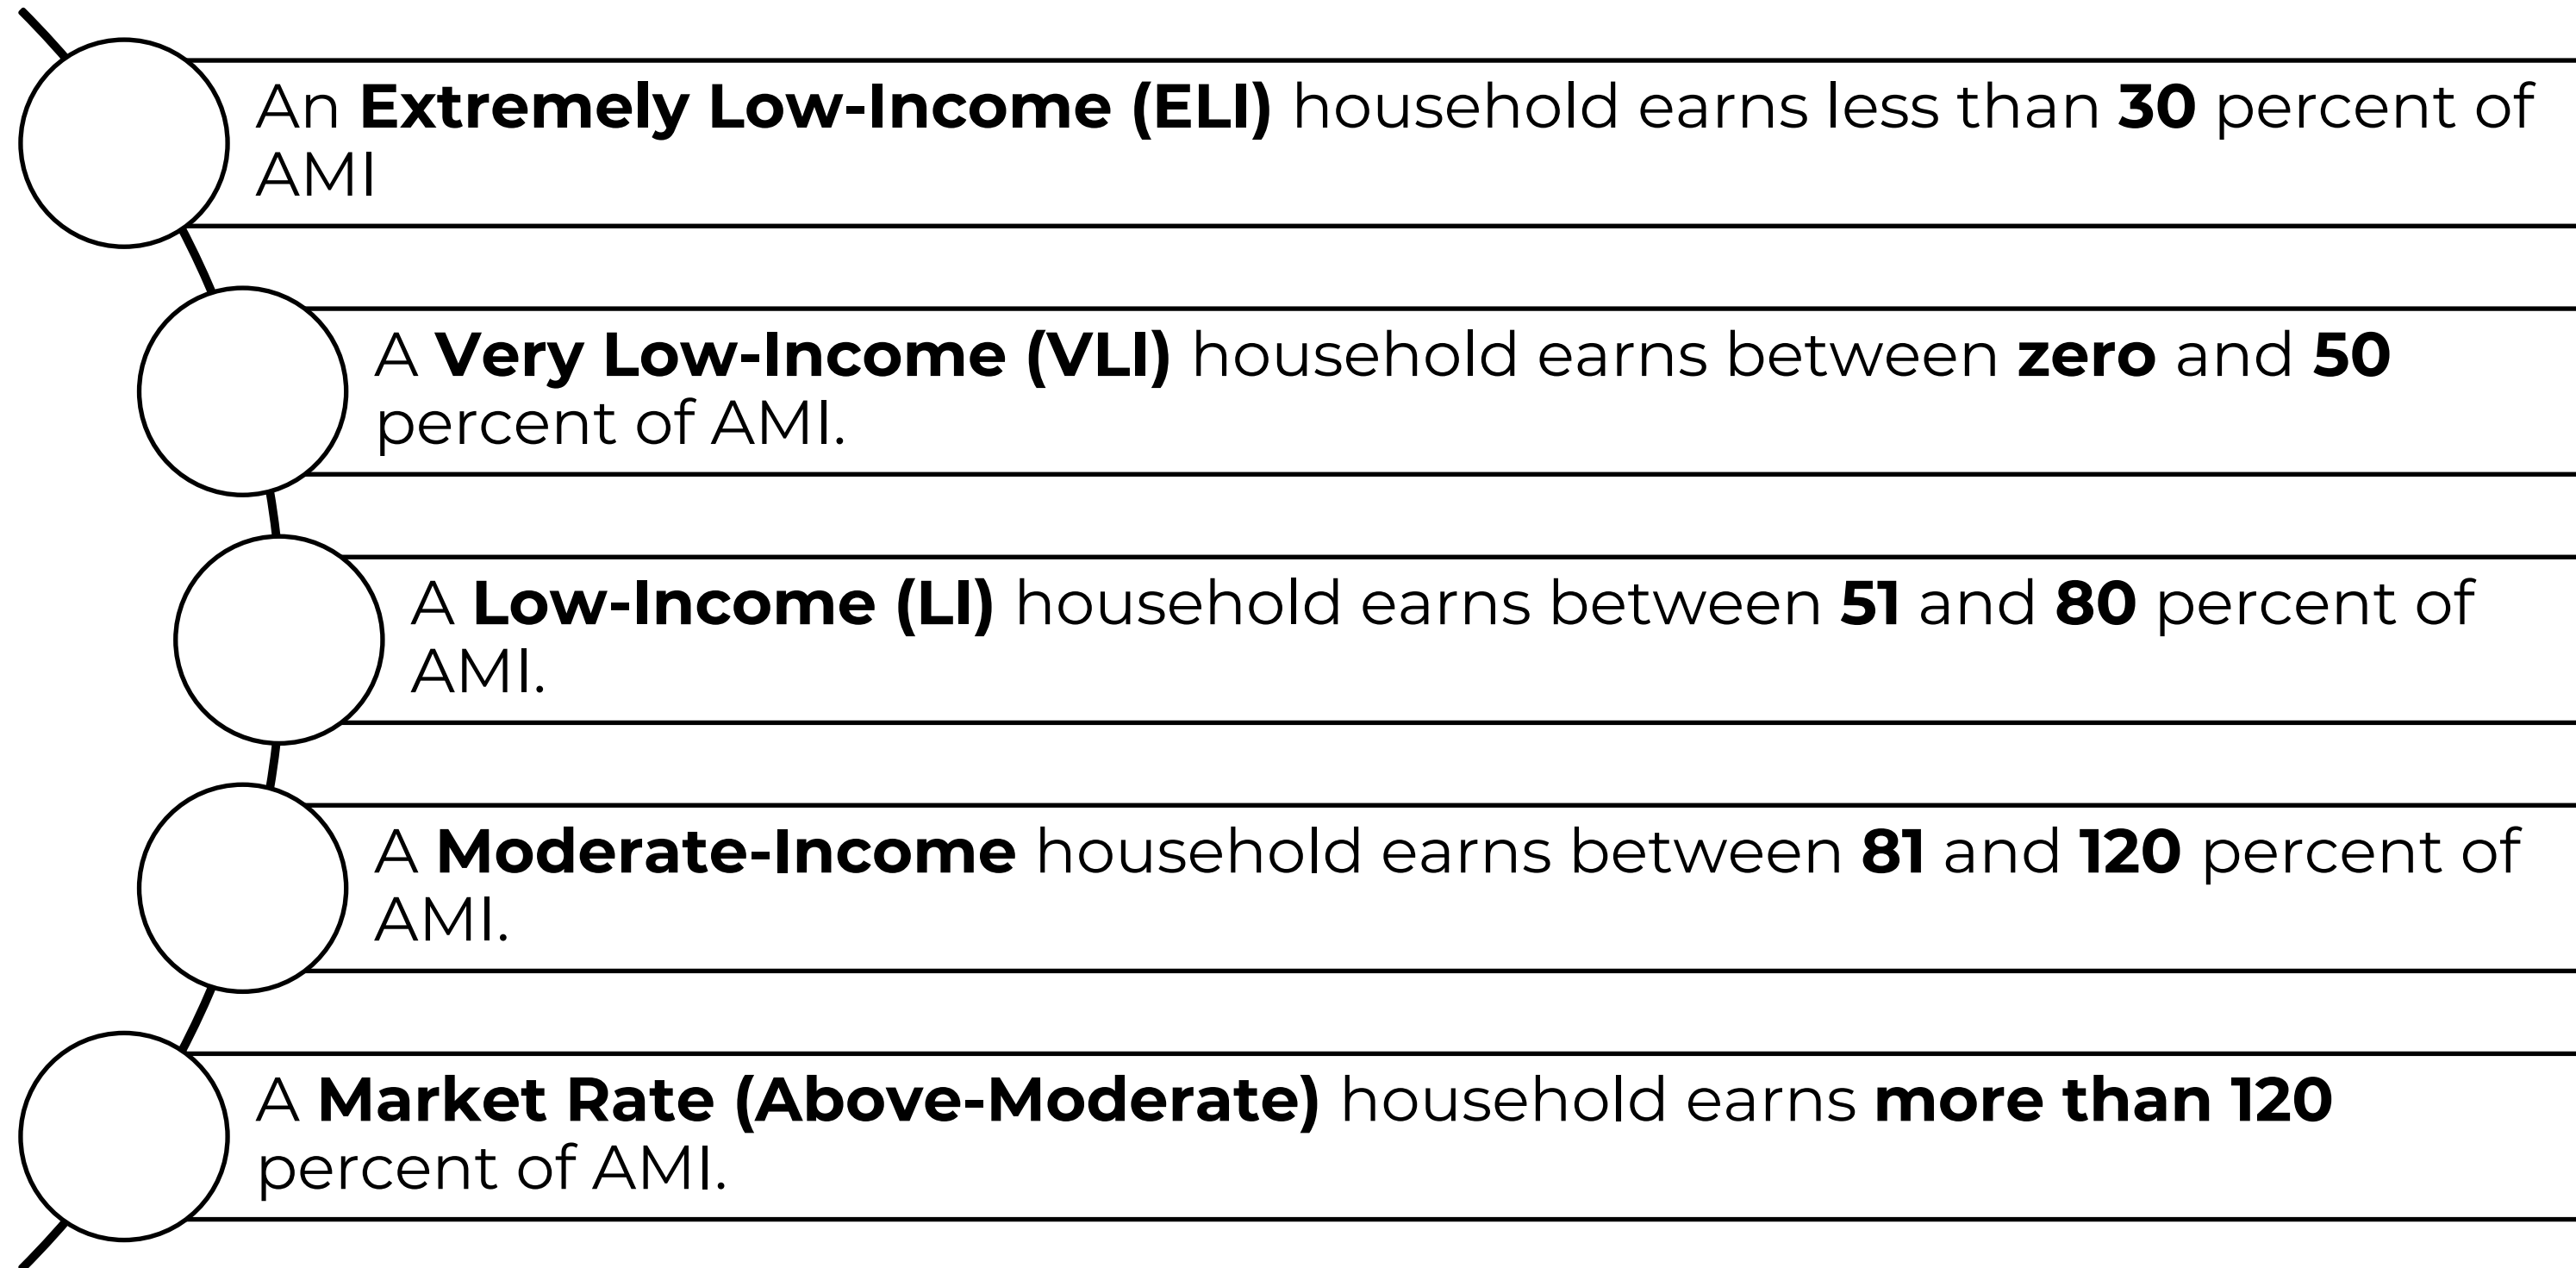 An Extremely Low-Income (ELI) household earns less than 30 percent of
AMI
A Very Low-Income (VLI) household earns between zero and 50
percent of AMI.
A Low-Income (LI) household earns between 51 and 80 percent of
AMI.
A Moderate-Income household earns between 81 and 120 percent of
AMI.
A Market Rate (Above-Moderate) household earns more than 120
percent of AMI.